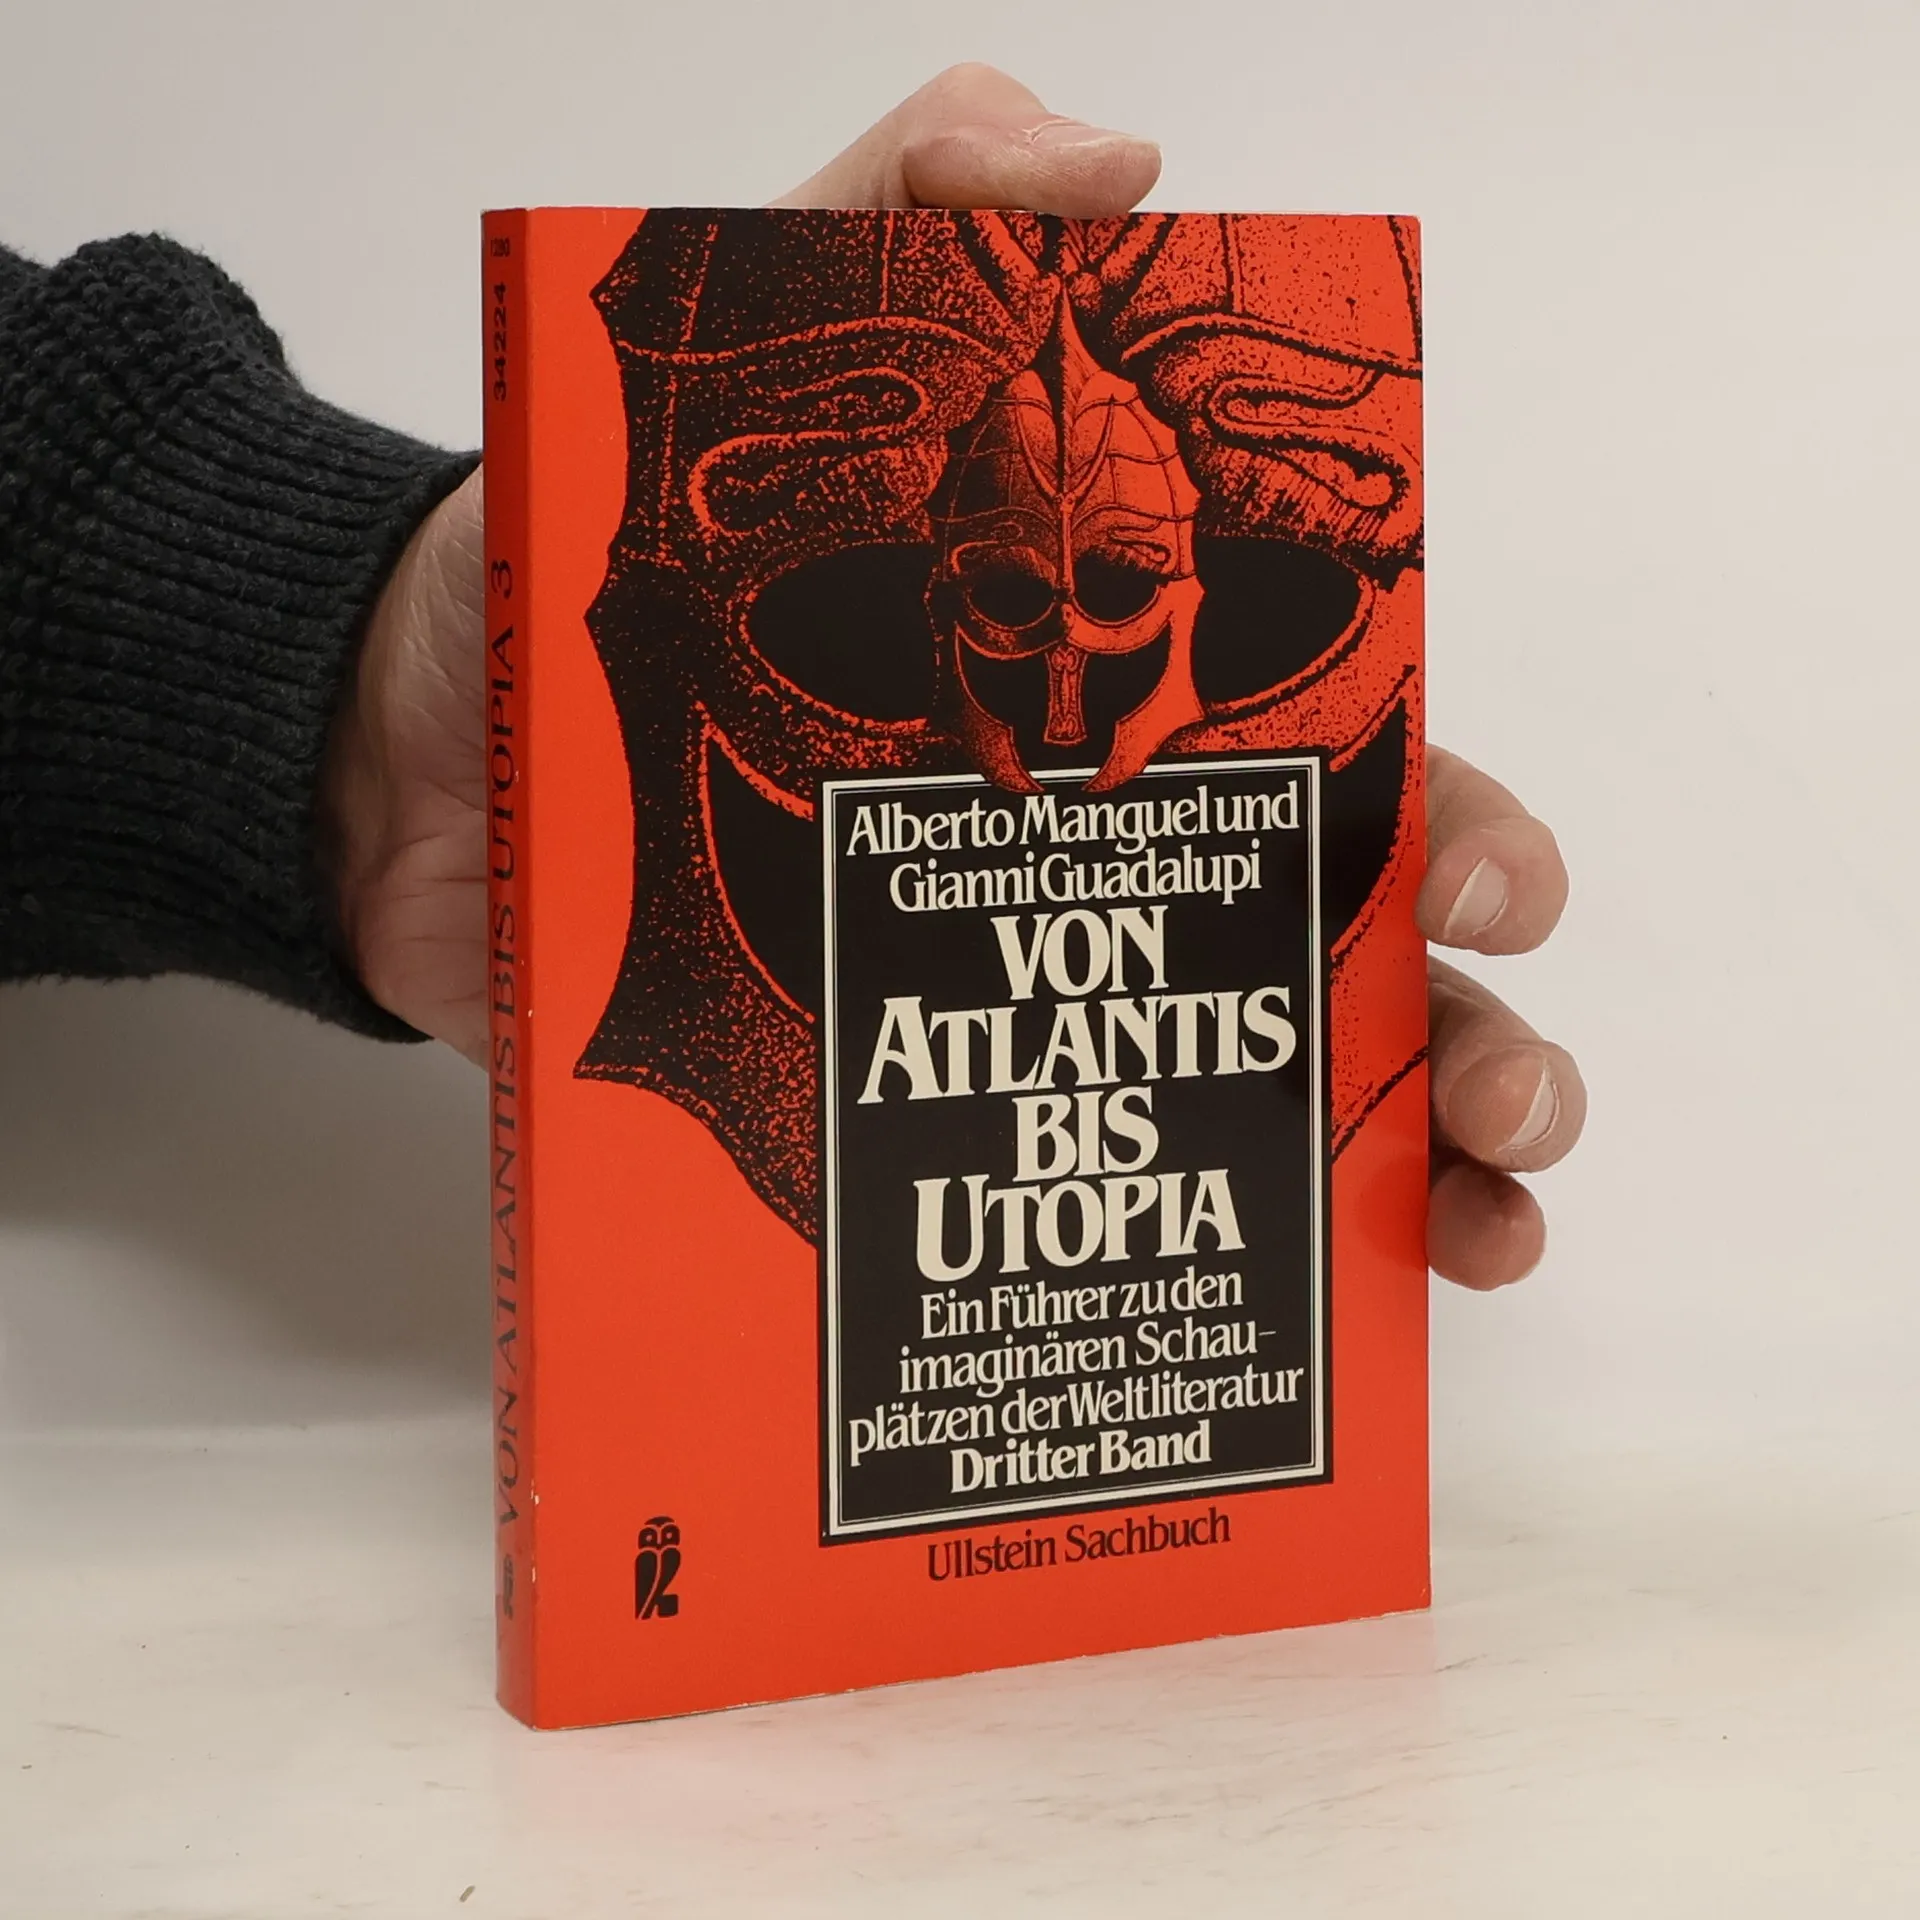 1280
34224
VON ATLANTIS BIS UTOPIA 3
Alberto Manguel und
Gianni Guadalupi
VON
ATLANTIS
BIS
UTOPIA
Ein Führer zu den
imaginären Schau-
plätzen der Weltliteratur
Dritter Band
Ullstein Sachbuch